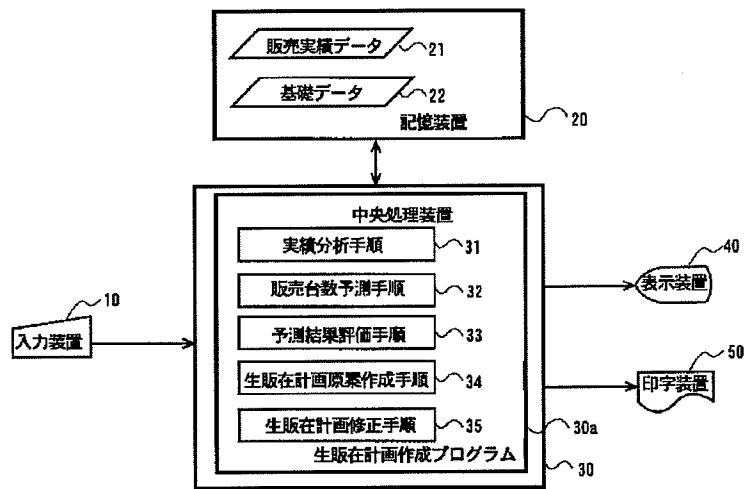 販売実績データ 21
基礎データ 22
記憶装置 20
中央処理装置
実績分析手順 31
販売台数予測手順 32
予測結果評価手順 33
生販在計画原案作成手順 34
生販在計画修正手順 35
生販在計画作成プログラム 30a
30
10
入力装置
40
表示装置
50
印字装置